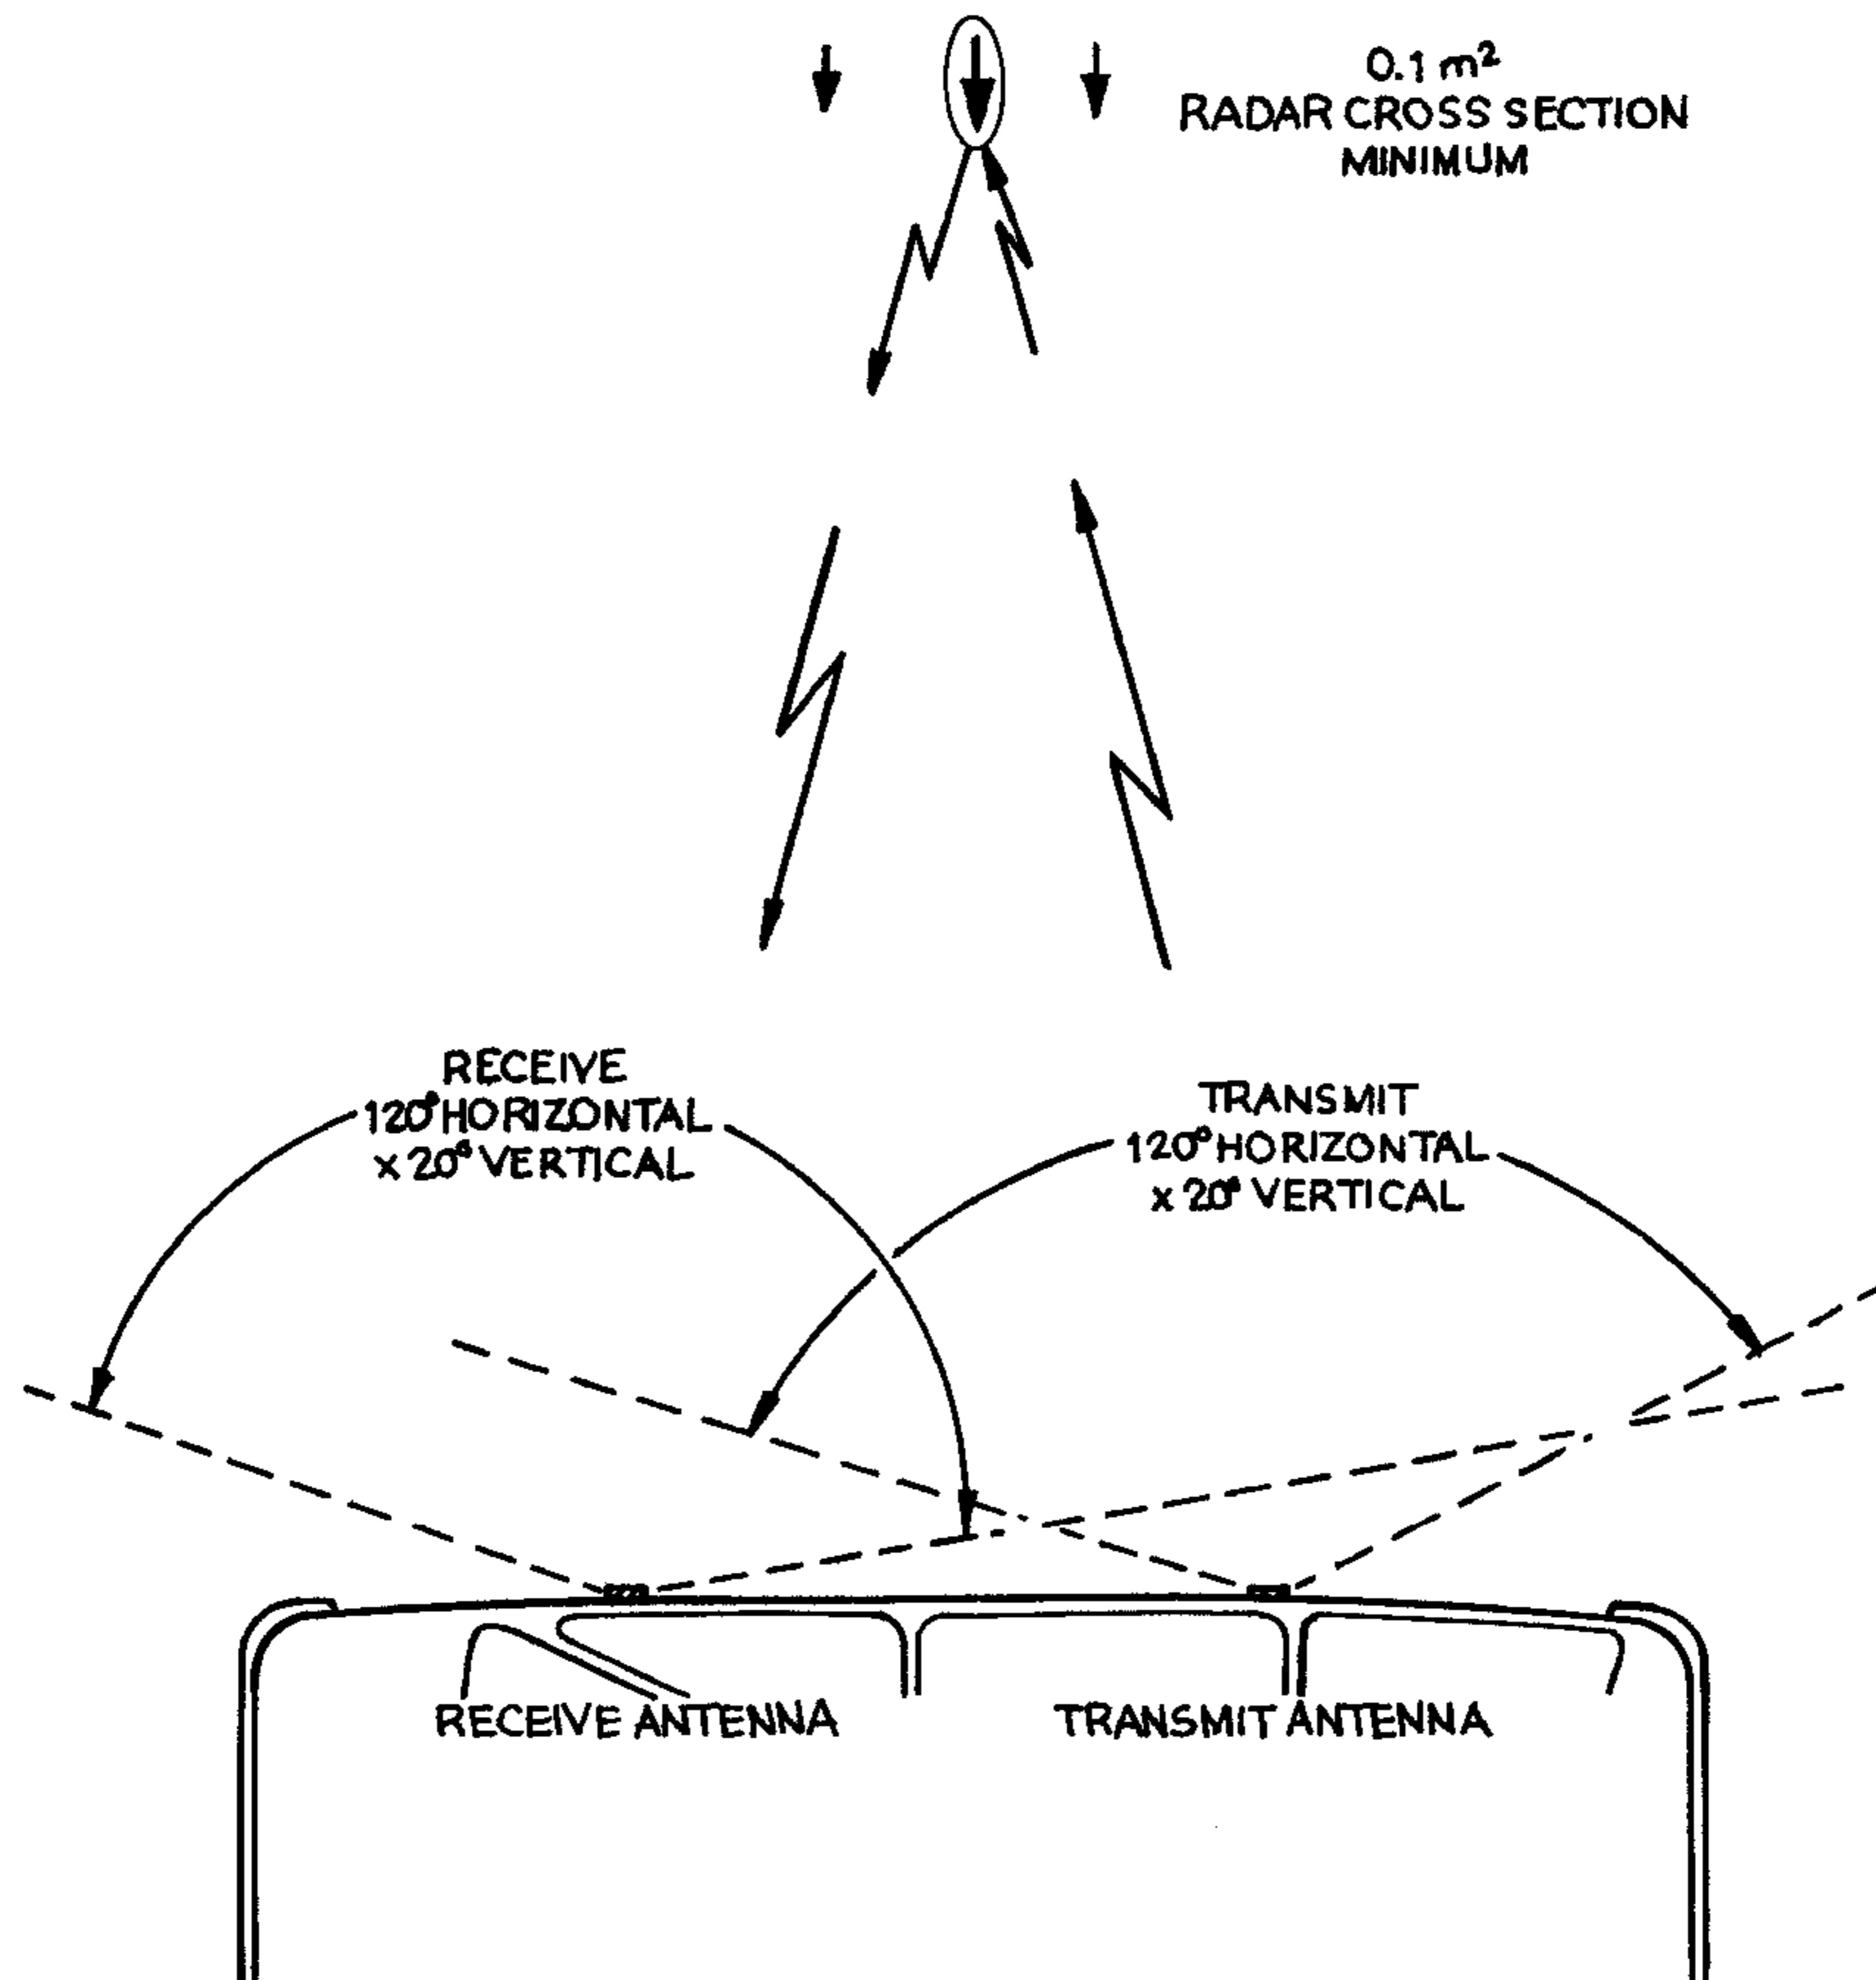 0.1 m²
RADAR CROSS SECTION
MINIMUM
RECEIVE
120° HORIZONTAL
x 20° VERTICAL
TRANSMIT
120° HORIZONTAL
x 20° VERTICAL
RECEIVE ANTENNA
TRANSMIT ANTENNA